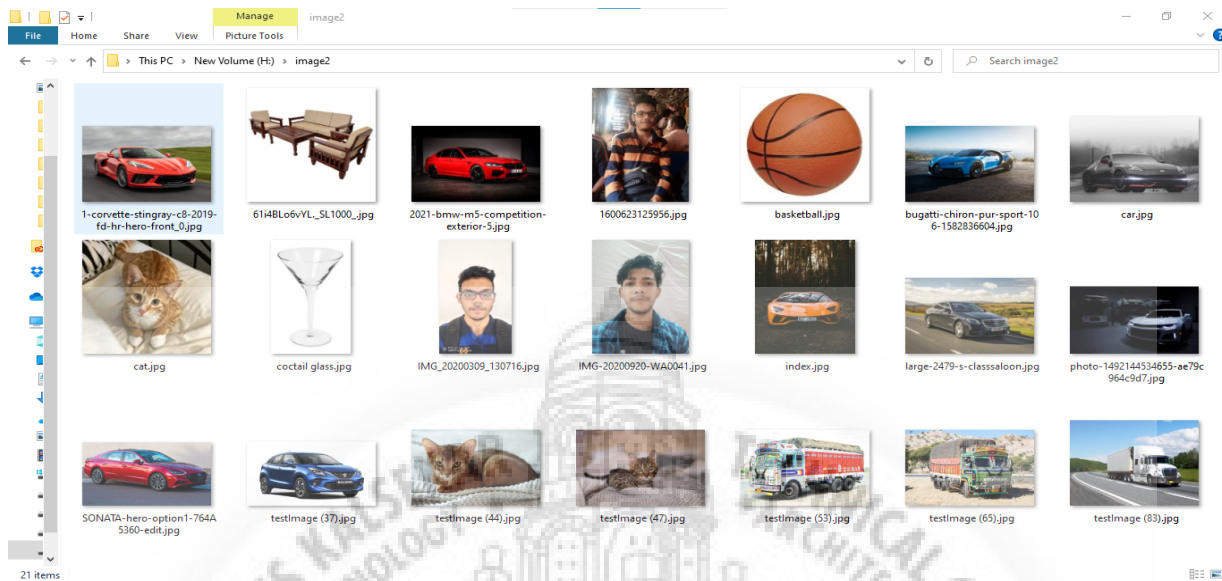 Manage
image2
File
Home
Share
View
Picture Tools
This PC > New Volume (H:) > image2
Search image2
1-corvette-stingray-c8-2019-
fd-hr-hero-front_0.jpg
61i4BLo6vYL._SL1000_.jpg
2021-bmw-m5-competition-
exterior-5.jpg
1600623125956.jpg
basketball.jpg
bugatti-chiron-pur-sport-10
6-1582836604.jpg
car.jpg
cat.jpg
coctail glass.jpg
IMG_20200309_130716.jpg
IMG-20200920-WA0041.jpg
index.jpg
large-2479-s-classsaloon.jpg
photo-1492144534655-ae79c
964c9d7.jpg
SONATA-hero-option1-764A
5360-edit.jpg
testImage (37).jpg
testImage (44).jpg
testImage (47).jpg
testImage (53).jpg
testImage (65).jpg
testImage (83).jpg
21 items